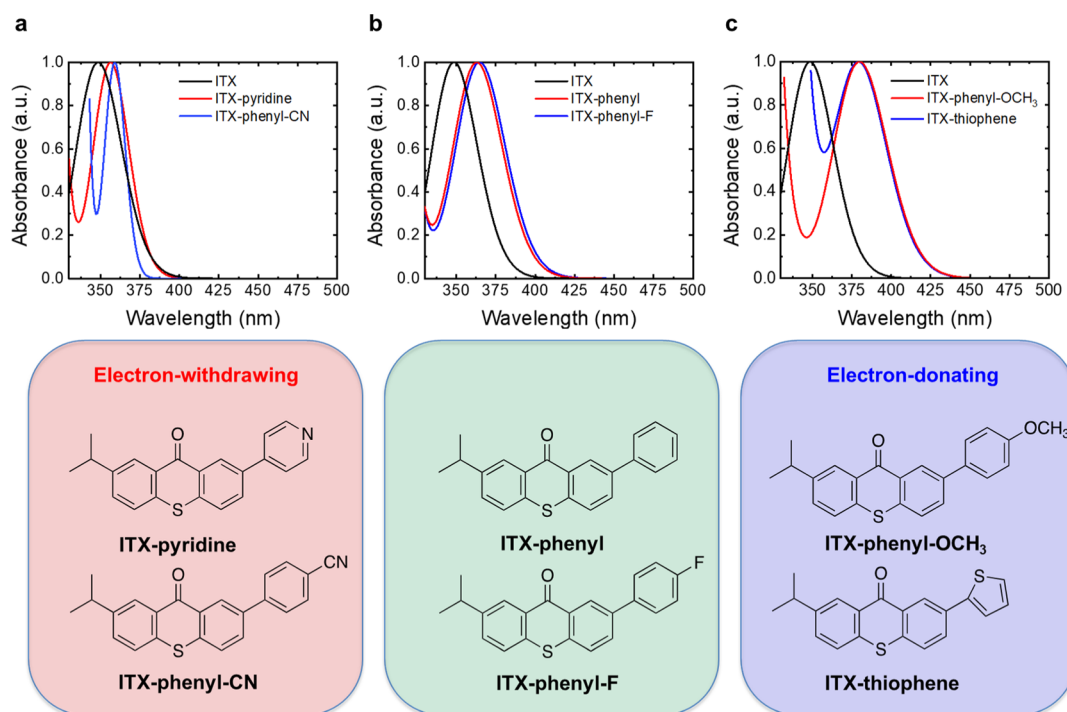 a
b
c
1.0
0.8
0.6
0.4
0.2
0.0
Absorbance (a.u.)
ITX
ITX-pyridine
ITX-phenyl-CN
350 375 400 425 450 475 500
Wavelength (nm)
1.0
0.8
0.6
0.4
0.2
0.0
Absorbance (a.u.)
ITX
ITX-phenyl
ITX-phenyl-F
350 375 400 425 450 475 500
Wavelength (nm)
1.0
0.8
0.6
0.4
0.2
0.0
Absorbance (a.u.)
ITX
ITX-phenyl-OCH₃
ITX-thiophene
350 375 400 425 450 475 500
Wavelength (nm)
Electron-withdrawing
O
N
S
ITX-pyridine
O
CN
S
ITX-phenyl-CN
O
S
ITX-phenyl
O
F
S
ITX-phenyl-F
Electron-donating
O
OCH₃
S
ITX-phenyl-OCH₃
O
S
S
ITX-thiophene